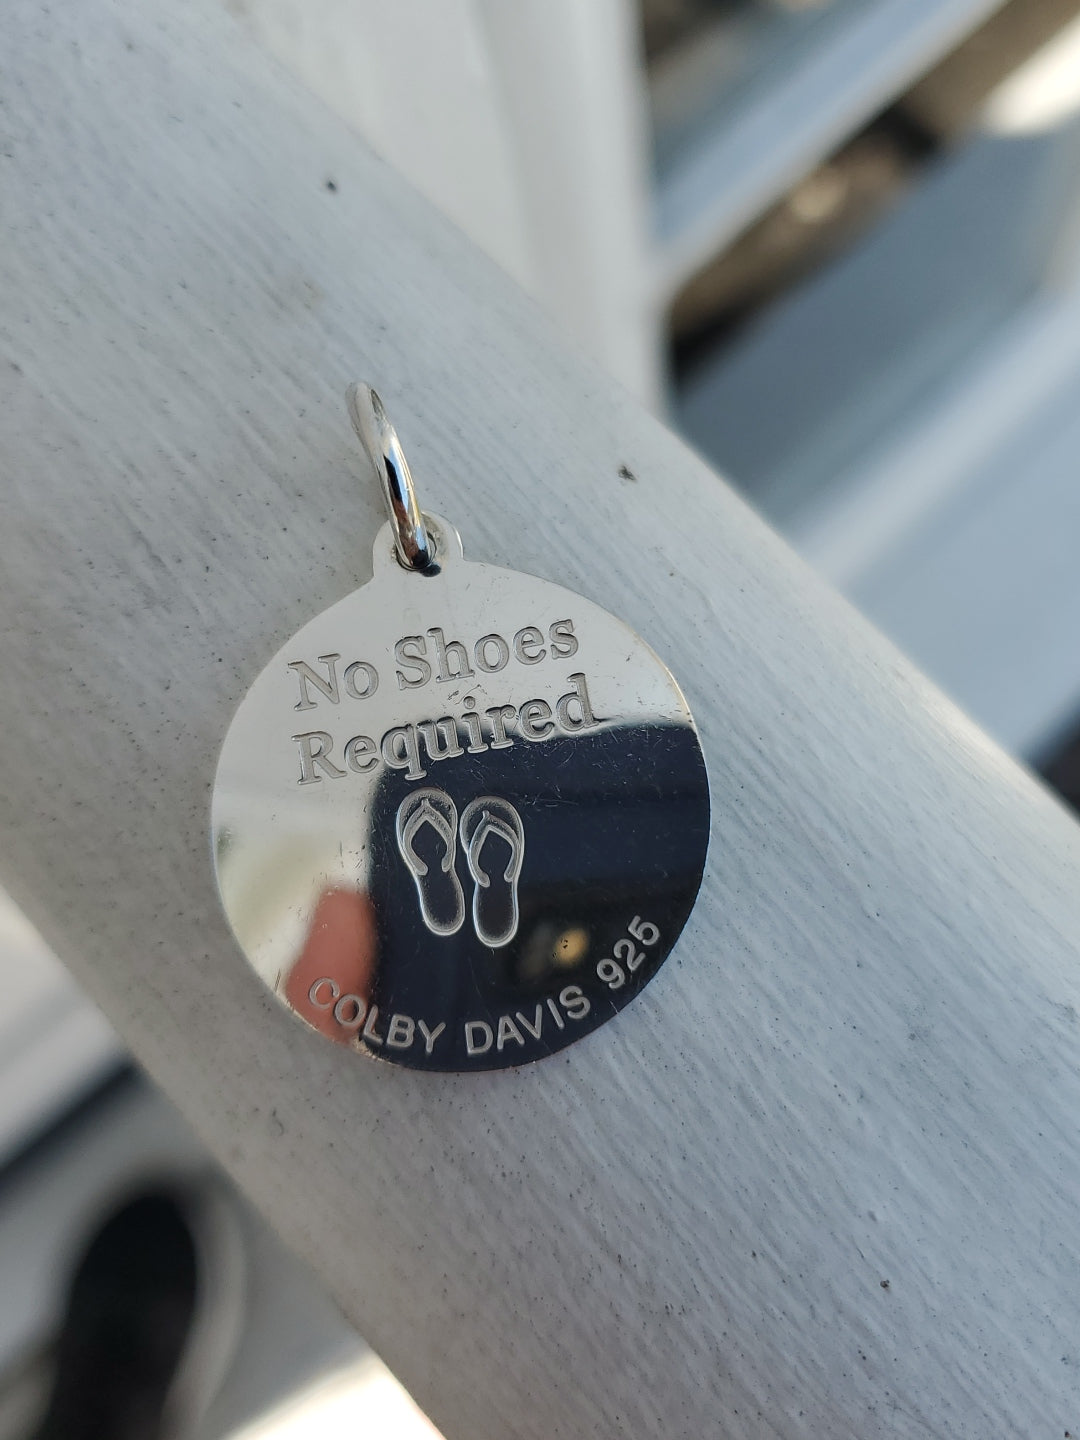 No Shoes
Required
COLBY DAVIS 925